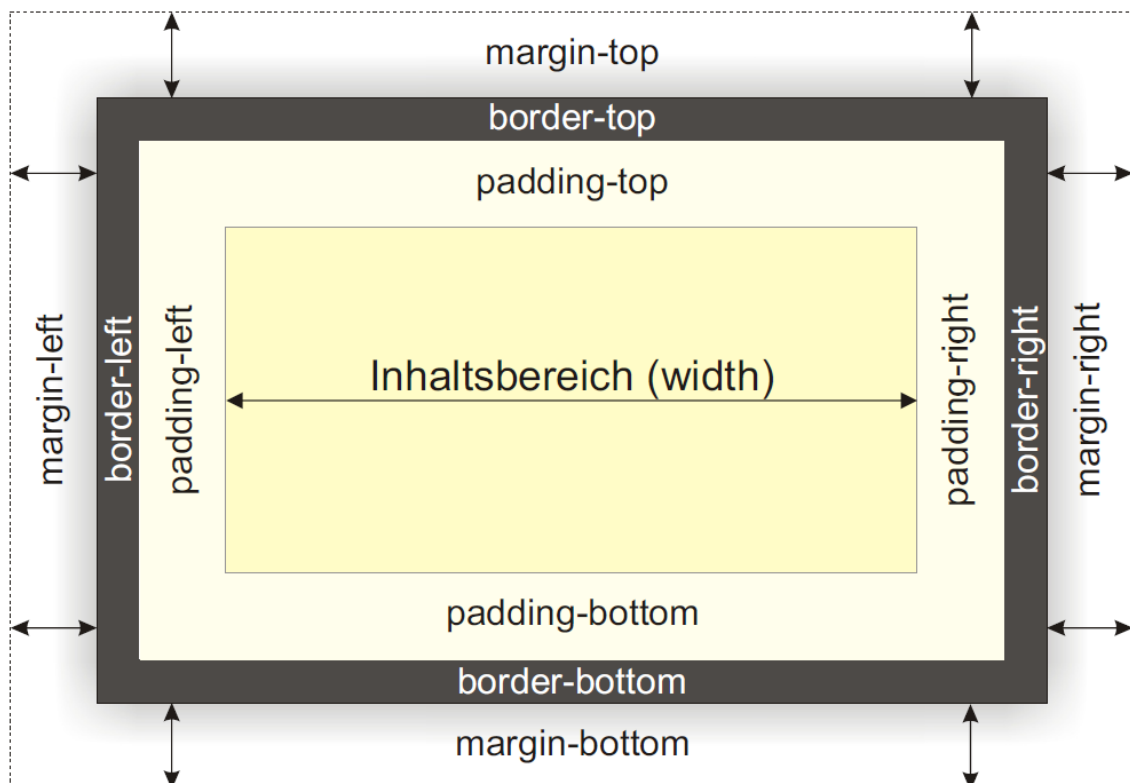 margin-top
border-top
padding-top
margin-left
border-left
padding-left
Inhaltsbereich (width)
padding-right
border-right
margin-right
padding-bottom
border-bottom
margin-bottom